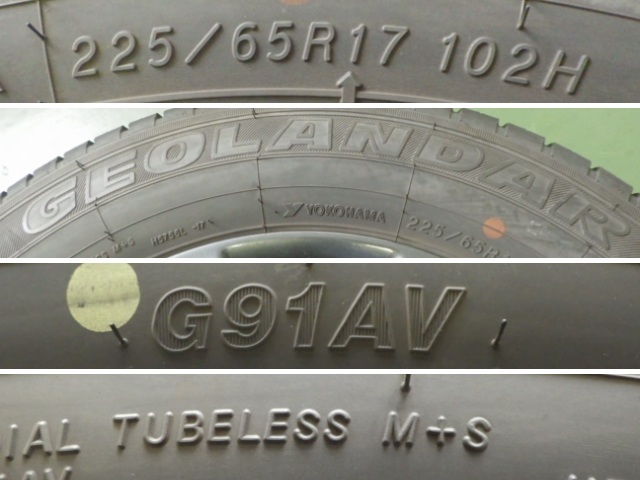 225/65R17 102H
GEOLANDAR
M+S
YOKOHAMA
225/65R
G91AV
IAL TUBELESS M+S